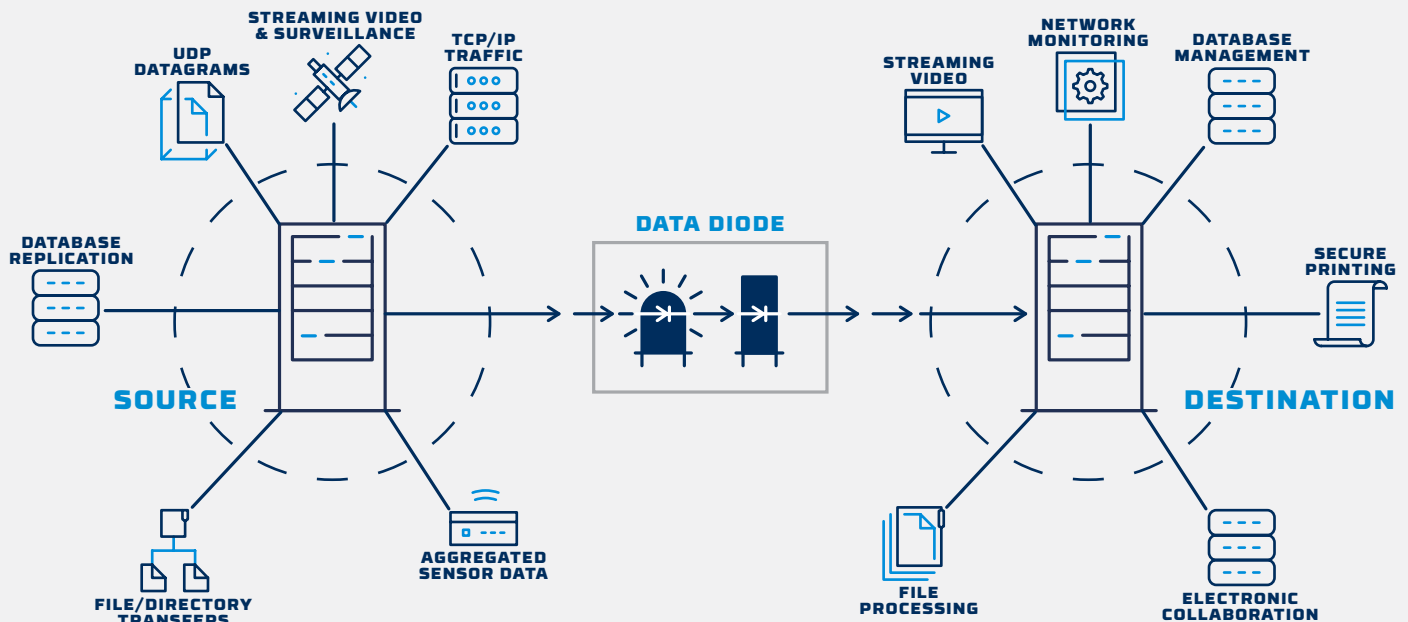 STREAMING VIDEO
& SURVEILLANCE
UDP
DATAGRAMS
TCP/IP
TRAFFIC
DATABASE
REPLICATION
SOURCE
FILE/DIRECTORY
TRANSFERS
AGGREGATED
SENSOR DATA
DATA DIODE
STREAMING
VIDEO
NETWORK
MONITORING
DATABASE
MANAGEMENT
SECURE
PRINTING
DESTINATION
FILE
PROCESSING
ELECTRONIC
COLLABORATION